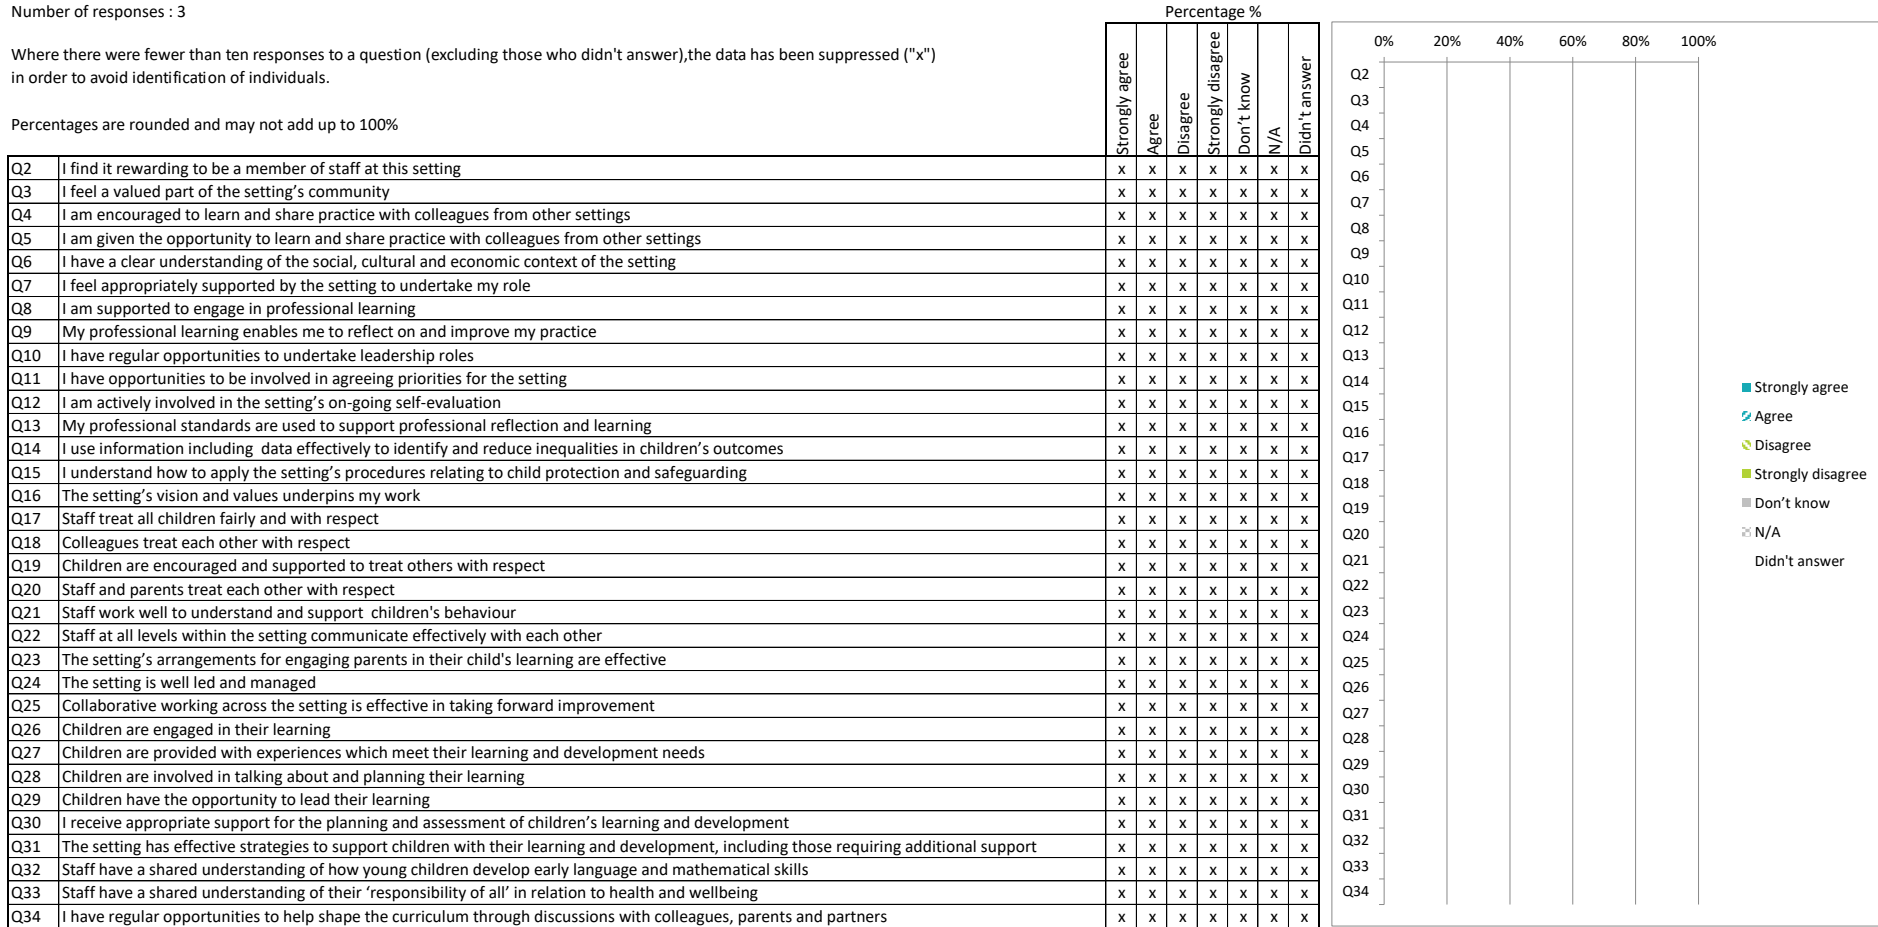 Number of responses : 3
Percentage %
Where there were fewer than ten responses to a question (excluding those who didn't answer),the data has been suppressed ("x")
in order to avoid identification of individuals.
Percentages are rounded and may not add up to 100%
Strongly agree
Agree
Disagree
Strongly disagree
Don't know
N/A
Didn't answer
Q2 I find it rewarding to be a member of staff at this setting x x x x x x x
Q3 I feel a valued part of the setting's community x x x x x x x
Q4 I am encouraged to learn and share practice with colleagues from other settings x x x x x x x
Q5 I am given the opportunity to learn and share practice with colleagues from other settings x x x x x x x
Q6 I have a clear understanding of the social, cultural and economic context of the setting x x x x x x x
Q7 I feel appropriately supported by the setting to undertake my role x x x x x x x
Q8 I am supported to engage in professional learning x x x x x x x
Q9 My professional learning enables me to reflect on and improve my practice x x x x x x x
Q10 I have regular opportunities to undertake leadership roles x x x x x x x
Q11 I have opportunities to be involved in agreeing priorities for the setting x x x x x x x
Q12 I am actively involved in the setting's on-going self-evaluation x x x x x x x
Q13 My professional standards are used to support professional reflection and learning x x x x x x x
Q14 I use information including  data effectively to identify and reduce inequalities in children's outcomes x x x x x x x
Q15 I understand how to apply the setting's procedures relating to child protection and safeguarding x x x x x x x
Q16 The setting's vision and values underpins my work x x x x x x x
Q17 Staff treat all children fairly and with respect x x x x x x x
Q18 Colleagues treat each other with respect x x x x x x x
Q19 Children are encouraged and supported to treat others with respect x x x x x x x
Q20 Staff and parents treat each other with respect x x x x x x x
Q21 Staff work well to understand and support  children's behaviour x x x x x x x
Q22 Staff at all levels within the setting communicate effectively with each other x x x x x x x
Q23 The setting's arrangements for engaging parents in their child's learning are effective x x x x x x x
Q24 The setting is well led and managed x x x x x x x
Q25 Collaborative working across the setting is effective in taking forward improvement x x x x x x x
Q26 Children are engaged in their learning x x x x x x x
Q27 Children are provided with experiences which meet their learning and development needs x x x x x x x
Q28 Children are involved in talking about and planning their learning x x x x x x x
Q29 Children have the opportunity to lead their learning x x x x x x x
Q30 I receive appropriate support for the planning and assessment of children's learning and development x x x x x x x
Q31 The setting has effective strategies to support children with their learning and development, including those requiring additional support x x x x x x x
Q32 Staff have a shared understanding of how young children develop early language and mathematical skills x x x x x x x
Q33 Staff have a shared understanding of their ‘responsibility of all’ in relation to health and wellbeing x x x x x x x
Q34 I have regular opportunities to help shape the curriculum through discussions with colleagues, parents and partners x x x x x x x
0% 20% 40% 60% 80% 100%
Q2
Q3
Q4
Q5
Q6
Q7
Q8
Q9
Q10
Q11
Q12
Q13
Q14
Q15
Q16
Q17
Q18
Q19
Q20
Q21
Q22
Q23
Q24
Q25
Q26
Q27
Q28
Q29
Q30
Q31
Q32
Q33
Q34
Strongly agree
Agree
Disagree
Strongly disagree
Don't know
N/A
Didn't answer